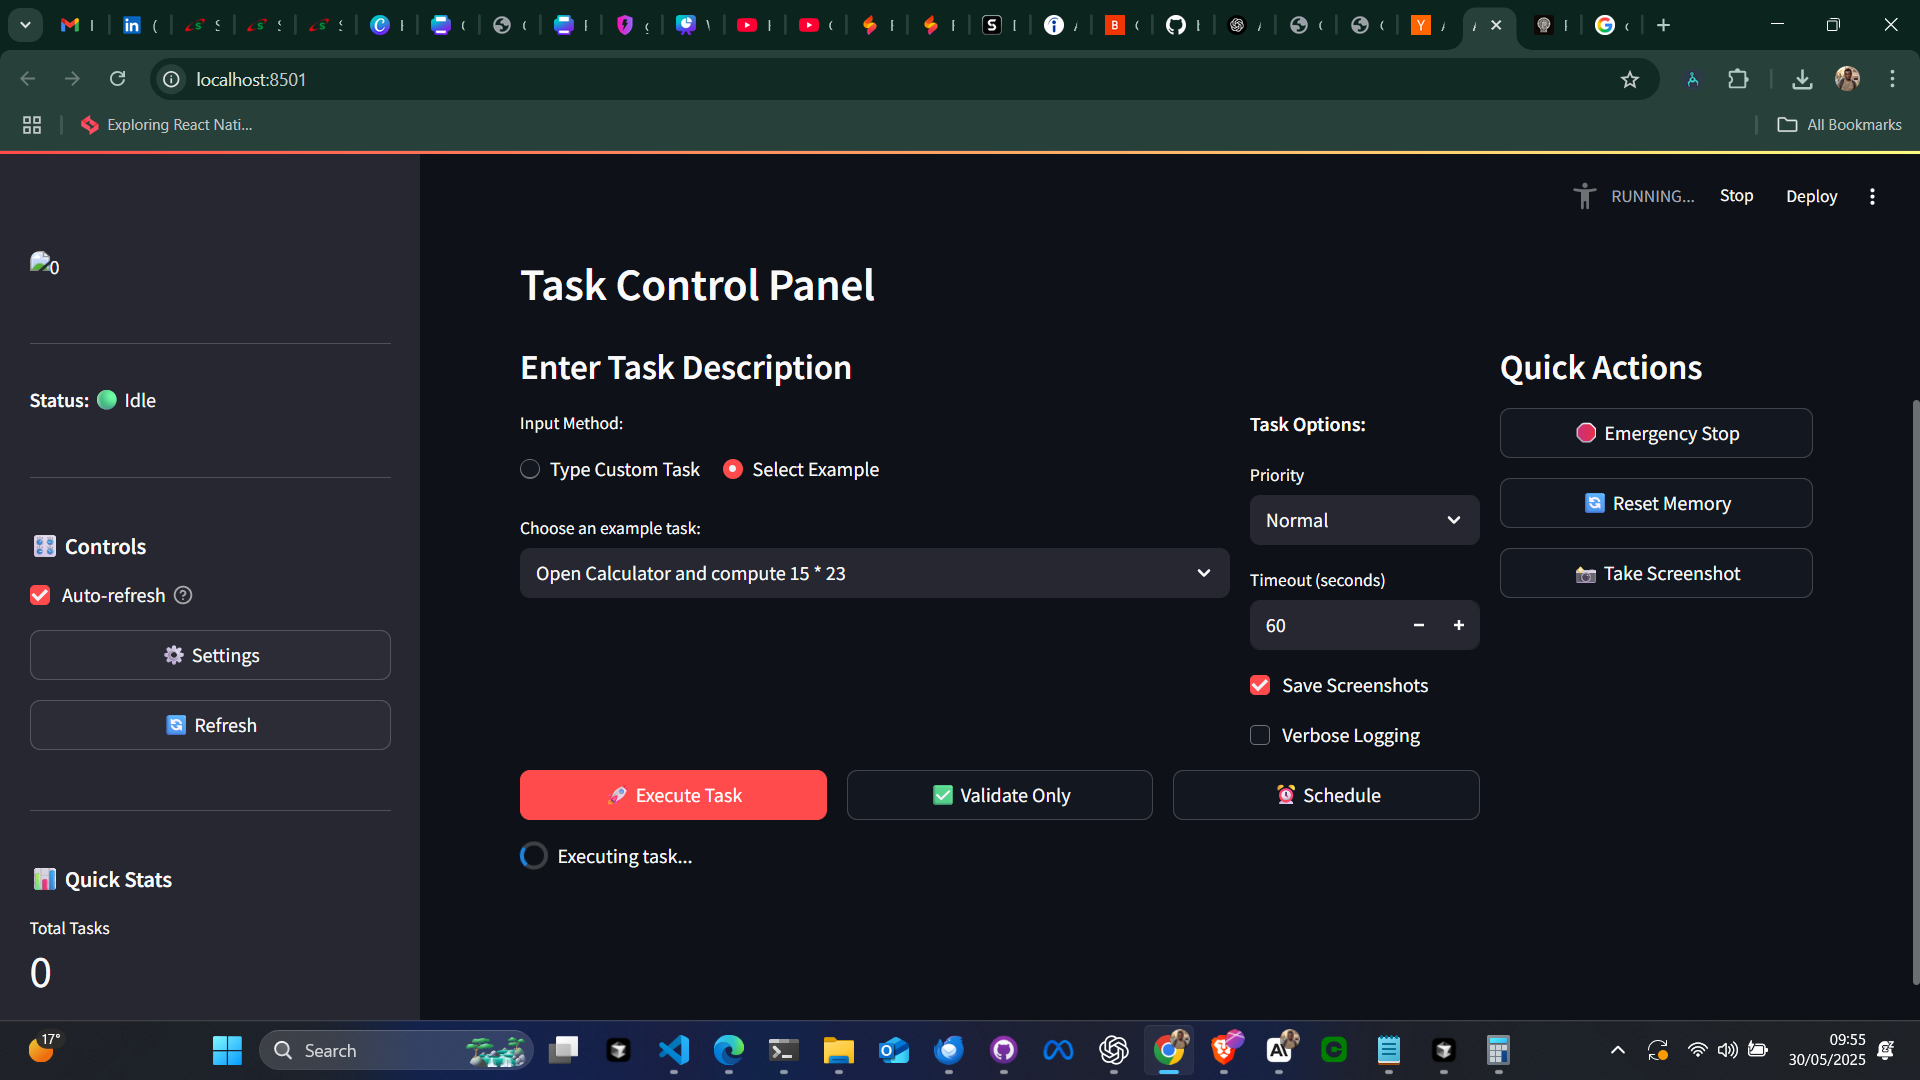 localhost:8501
Exploring React Nati...
All Bookmarks
RUNNING...
Stop
Deploy
0
Status: Idle
Controls
Auto-refresh
Settings
Refresh
Quick Stats
Total Tasks
0
Task Control Panel
Enter Task Description
Input Method:
Type Custom Task
Select Example
Choose an example task:
Open Calculator and compute 15 * 23
Task Options:
Priority
Normal
Timeout (seconds)
60
Save Screenshots
Verbose Logging
Execute Task
Validate Only
Schedule
Executing task...
Quick Actions
Emergency Stop
Reset Memory
Take Screenshot
17°
Search
09:55
30/05/2025